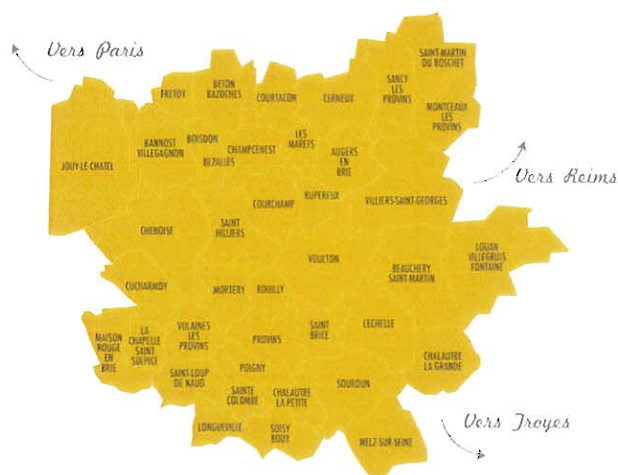 Vers Paris
SAINT-MARTIN
DU BOSCHET
FRETOY
BETON
BAZOCHES
COURTACON
CERNEUX
SANCY
LES
PROVINS
MONTCEAUX
LES
PROVINS
JOUY-LE-CHATEL
BANNOST
VILLEGAGNON
BOISDON
BEZALLES
CHAMPCENEST
LES
MARETS
AUGERS
EN
BRIE
Vers Reims
COURCHAMP
RUPEREUX
VILLIERS-SAINT-GEORGES
CHENOISE
SAINT
HILLIERS
VOULTON
LOUAN
VILLEGRUIS
FONTAINE
BEAUCHERY
SAINT-MARTIN
CUCHARMOY
MORTERY
ROUILLY
MAISON
ROUGE
EN
BRIE
LA
CHAPELLE
SAINT
SULPICE
VULAINES
LES
PROVINS
PROVINS
SAINT
BRICE
LECHELLE
CHALAUTRE
LA GRANDE
SAINT-LOUP
DE NAUD
POIGNY
SAINTE
COLOMBE
CHALAUTRE
LA PETITE
SOURDUN
LONGUEVILLE
SOISY
BOUY
MELZ-SUR-SEINE
Vers Troyes